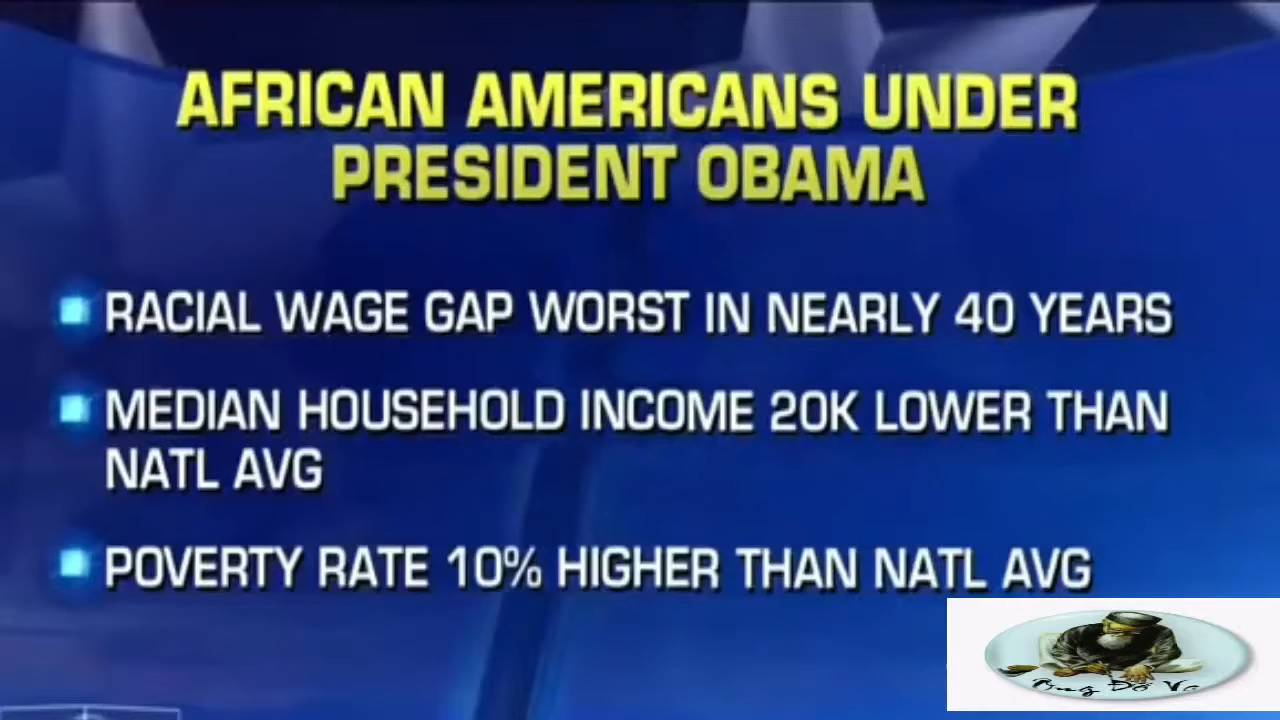 AFRICAN AMERICANS UNDER
PRESIDENT OBAMA
RACIAL WAGE GAP WORST IN NEARLY 40 YEARS
MEDIAN HOUSEHOLD INCOME 20K LOWER THAN
NATL AVG
POVERTY RATE 10% HIGHER THAN NATL AVG